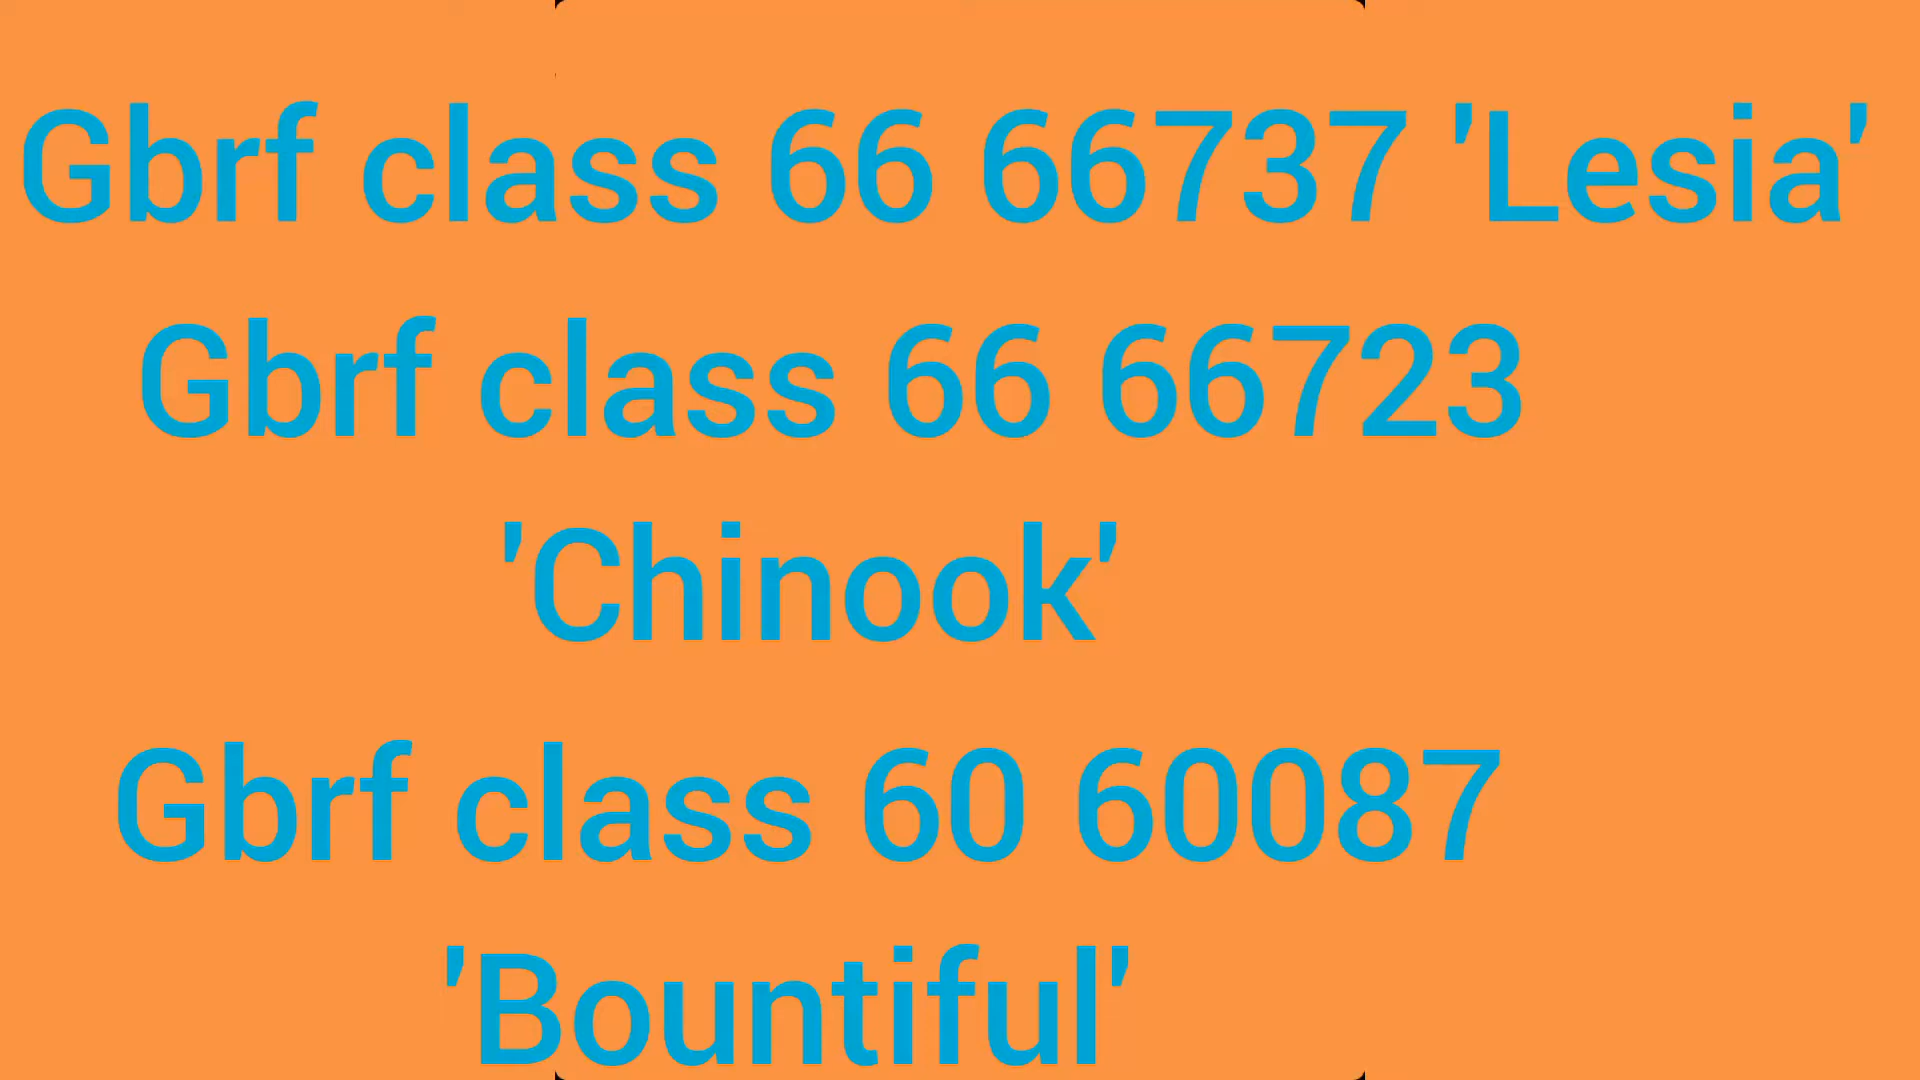 Gbrf class 66 66737 'Lesia'
Gbrf class 66 66723
'Chinook'
Gbrf class 60 60087
'Bountiful'